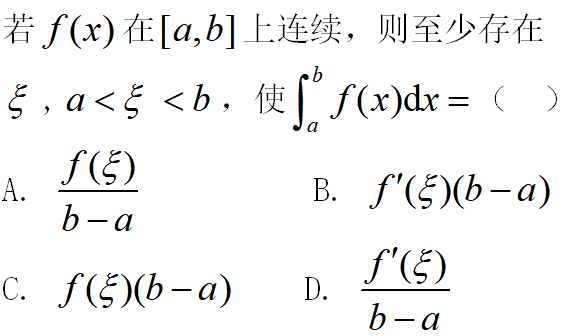 若 f(x) 在[a,b]上连续，则至少存在
ξ , a < ξ < b，使∫_a^b f(x)dx =（ ）
A. f(ξ)/(b−a) B. f′(ξ)(b−a)
C. f(ξ)(b−a) D. f′(ξ)/(b−a)